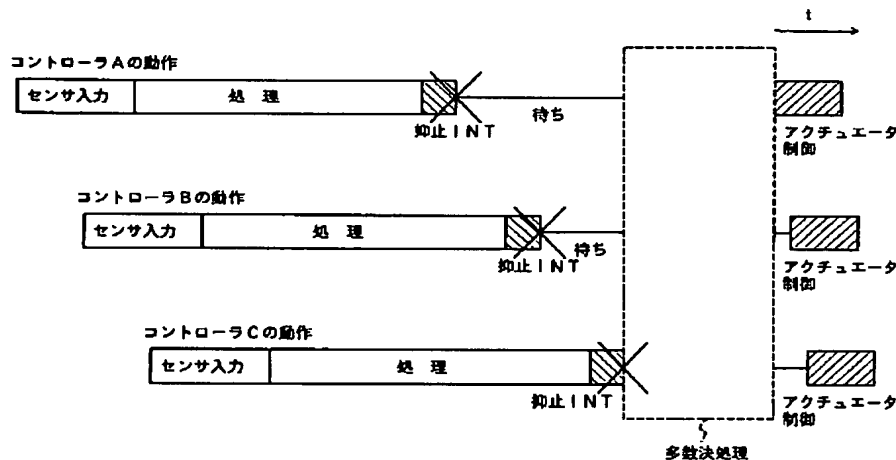 t
コントローラAの動作
センサ入力
処 理
抑止INT
待ち
アクチュエータ
制御
コントローラBの動作
センサ入力
処 理
抑止INT
待ち
アクチュエータ
制御
コントローラCの動作
センサ入力
処 理
抑止INT
アクチュエータ
制御
多数決処理